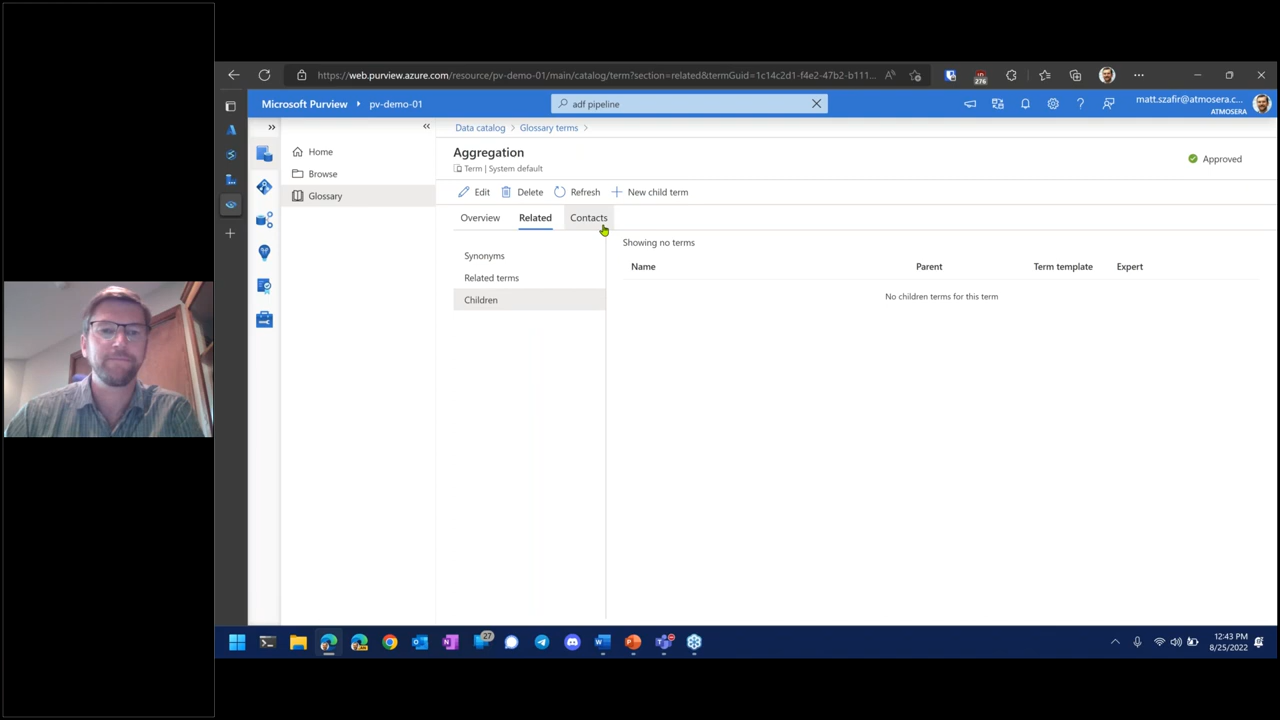 https://web.purview.azure.com/resource/pv-demo-01/main/catalog/term?section=related&termGuid=1c14c2d1-f4e2-47b2-b111...
276
Microsoft Purview pv-demo-01
adf pipeline
matt.szafir@atmosera.c...
ATMOSERA
Home
Browse
Glossary
Data catalog > Glossary terms >
Aggregation
Term | System default
Approved
Edit Delete Refresh New child term
Overview Related Contacts
Synonyms
Related terms
Children
Showing no terms
Name Parent Term template Expert
No children terms for this term
27
12:43 PM
8/25/2022